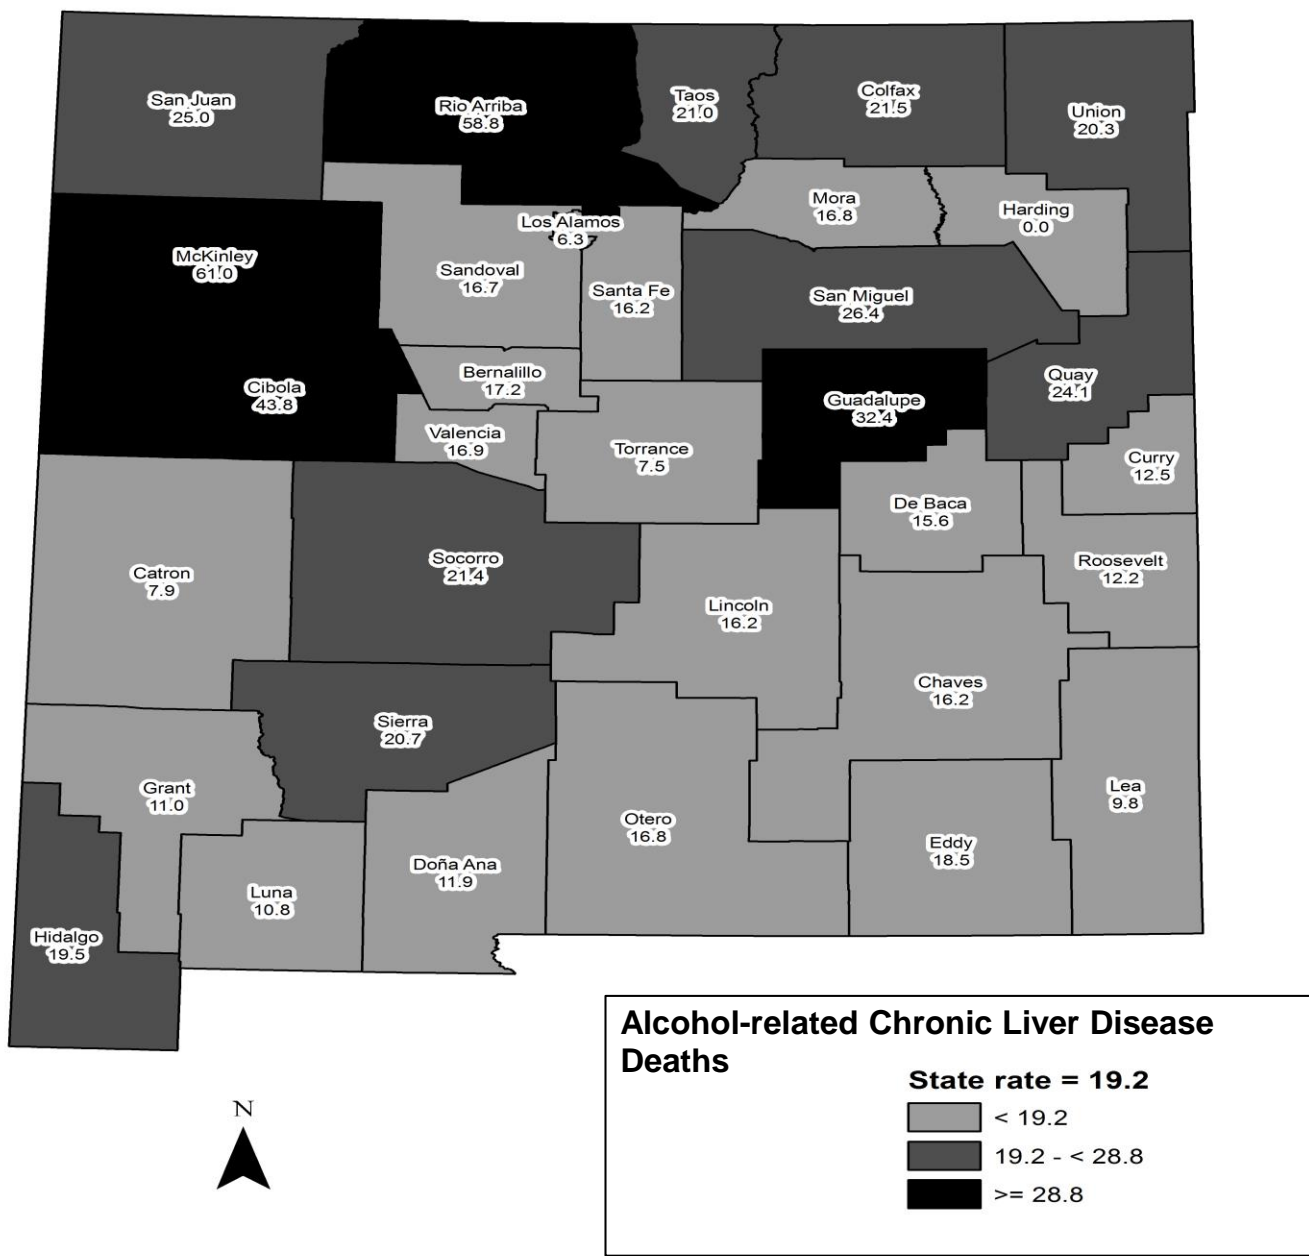 San Juan
25.0
Rio Arriba
58.8
Taos
21.0
Colfax
21.5
Union
20.3
Mora
16.8
Harding
0.0
Los Alamos
6.3
McKinley
61.0
Sandoval
16.7
Santa Fe
16.2
San Miguel
26.4
Bernalillo
17.2
Cibola
43.8
Guadalupe
32.4
Quay
24.1
Valencia
16.9
Torrance
7.5
Curry
12.5
De Baca
15.6
Socorro
21.4
Roosevelt
12.2
Catron
7.9
Lincoln
16.2
Chaves
16.2
Sierra
20.7
Grant
11.0
Lea
9.8
Otero
16.8
Eddy
18.5
Doña Ana
11.9
Luna
10.8
Hidalgo
19.5
Alcohol-related Chronic Liver Disease
Deaths
State rate = 19.2
< 19.2
19.2 - < 28.8
>= 28.8
N